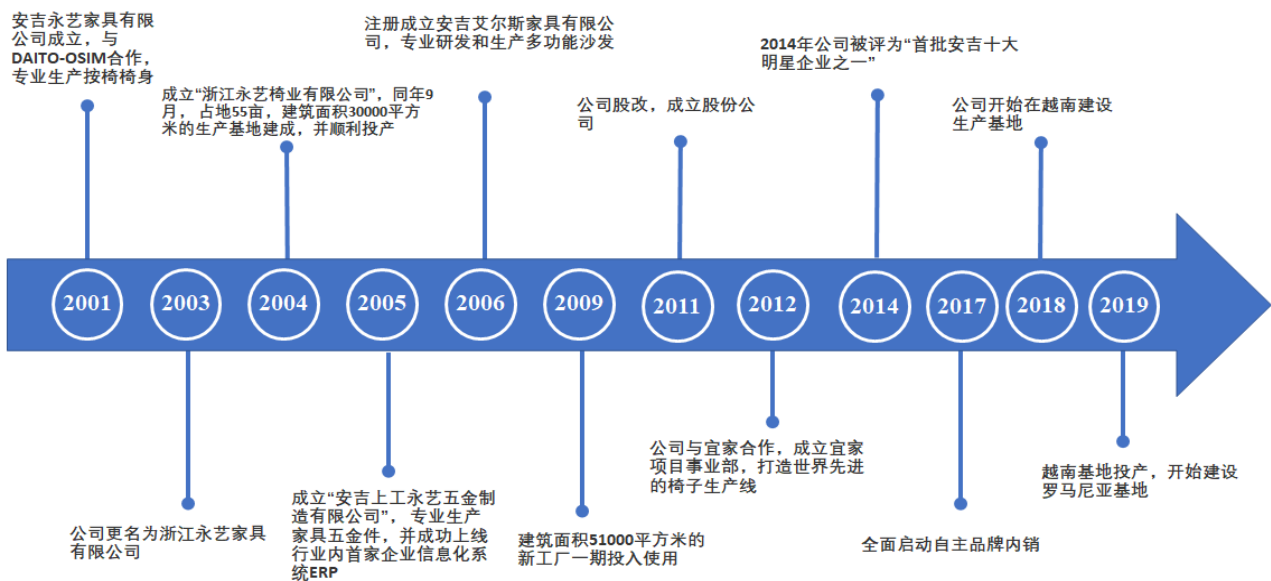 安吉永艺家具有限
公司成立，与
DAITO-OSIM合作，
专业生产按椅椅身
成立“浙江永艺椅业有限公司”，同年9
月，占地55亩，建筑面积30000平方
米的生产基地建成，并顺利投产
注册成立安吉艾尔斯家具有限公
司，专业研发和生产多功能沙发
公司股改，成立股份公
司
2014年公司被评为“首批安吉十大
明星企业之一”
公司开始在越南建设
生产基地
2001
2003
2004
2005
2006
2009
2011
2012
2014
2017
2018
2019
公司更名为浙江永艺家具
有限公司
成立“安吉上工永艺五金制
造有限公司”， 专业生产
家具五金件，并成功上线
行业内首家企业信息化系
统ERP
建筑面积51000平方米的
新工厂一期投入使用
公司与宜家合作，成立宜家
项目事业部，打造世界先进
的椅子生产线
全面启动自主品牌内销
越南基地投产，开始建设
罗马尼亚基地